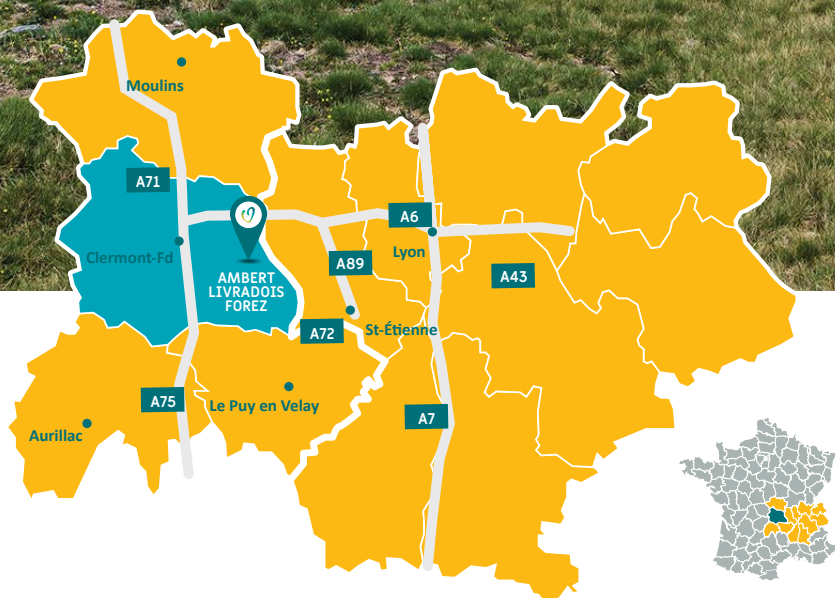 Moulins
A71
A6
Clermont-Fd
Lyon
A89
A43
AMBERT
LIVRADOIS
FOREZ
A72
St-Étienne
A75
Le Puy en Velay
A7
Aurillac